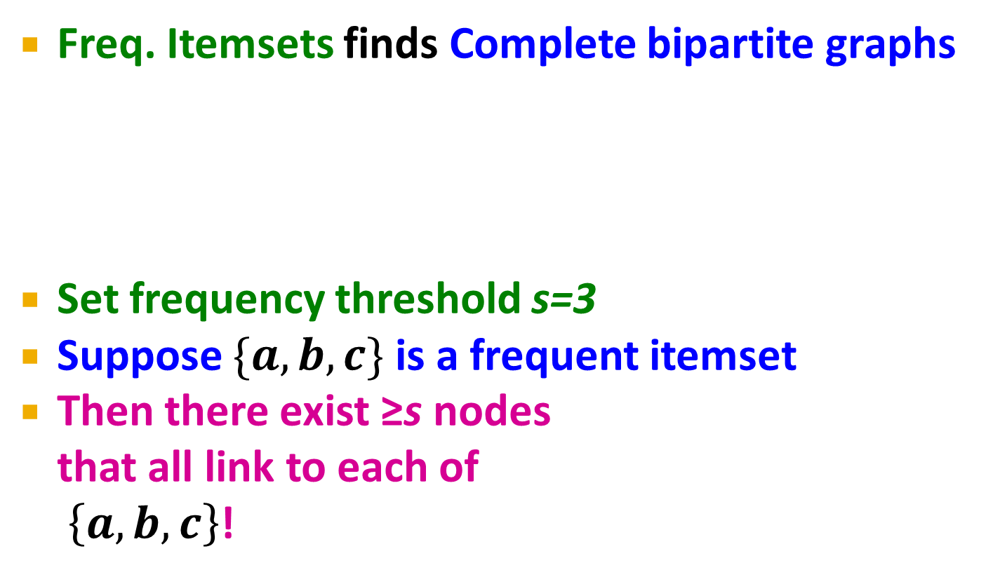 ▪ Freq. Itemsets finds Complete bipartite graphs
▪ Set frequency threshold s=3
▪ Suppose {a, b, c} is a frequent itemset
▪ Then there exist ≥s nodes
that all link to each of
{a, b, c}!